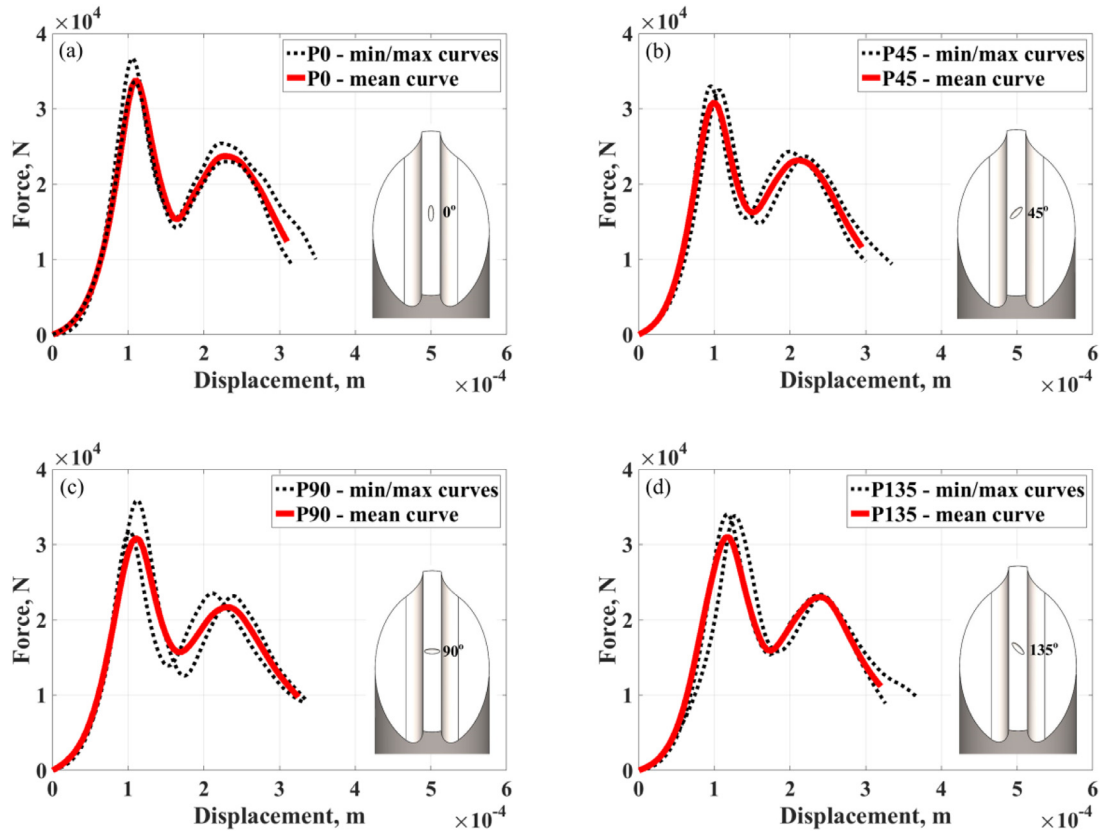 ×10⁴
(a)
P0 - min/max curves
P0 - mean curve
4
3
2
1
0
Force, N
0°
0 1 2 3 4 5 6
Displacement, m
×10⁻⁴
×10⁴
(b)
P45 - min/max curves
P45 - mean curve
4
3
2
1
0
Force, N
45°
0 1 2 3 4 5 6
Displacement, m
×10⁻⁴
×10⁴
(c)
P90 - min/max curves
P90 - mean curve
4
3
2
1
0
Force, N
90°
0 1 2 3 4 5 6
Displacement, m
×10⁻⁴
×10⁴
(d)
P135 - min/max curves
P135 - mean curve
4
3
2
1
0
Force, N
135°
0 1 2 3 4 5 6
Displacement, m
×10⁻⁴